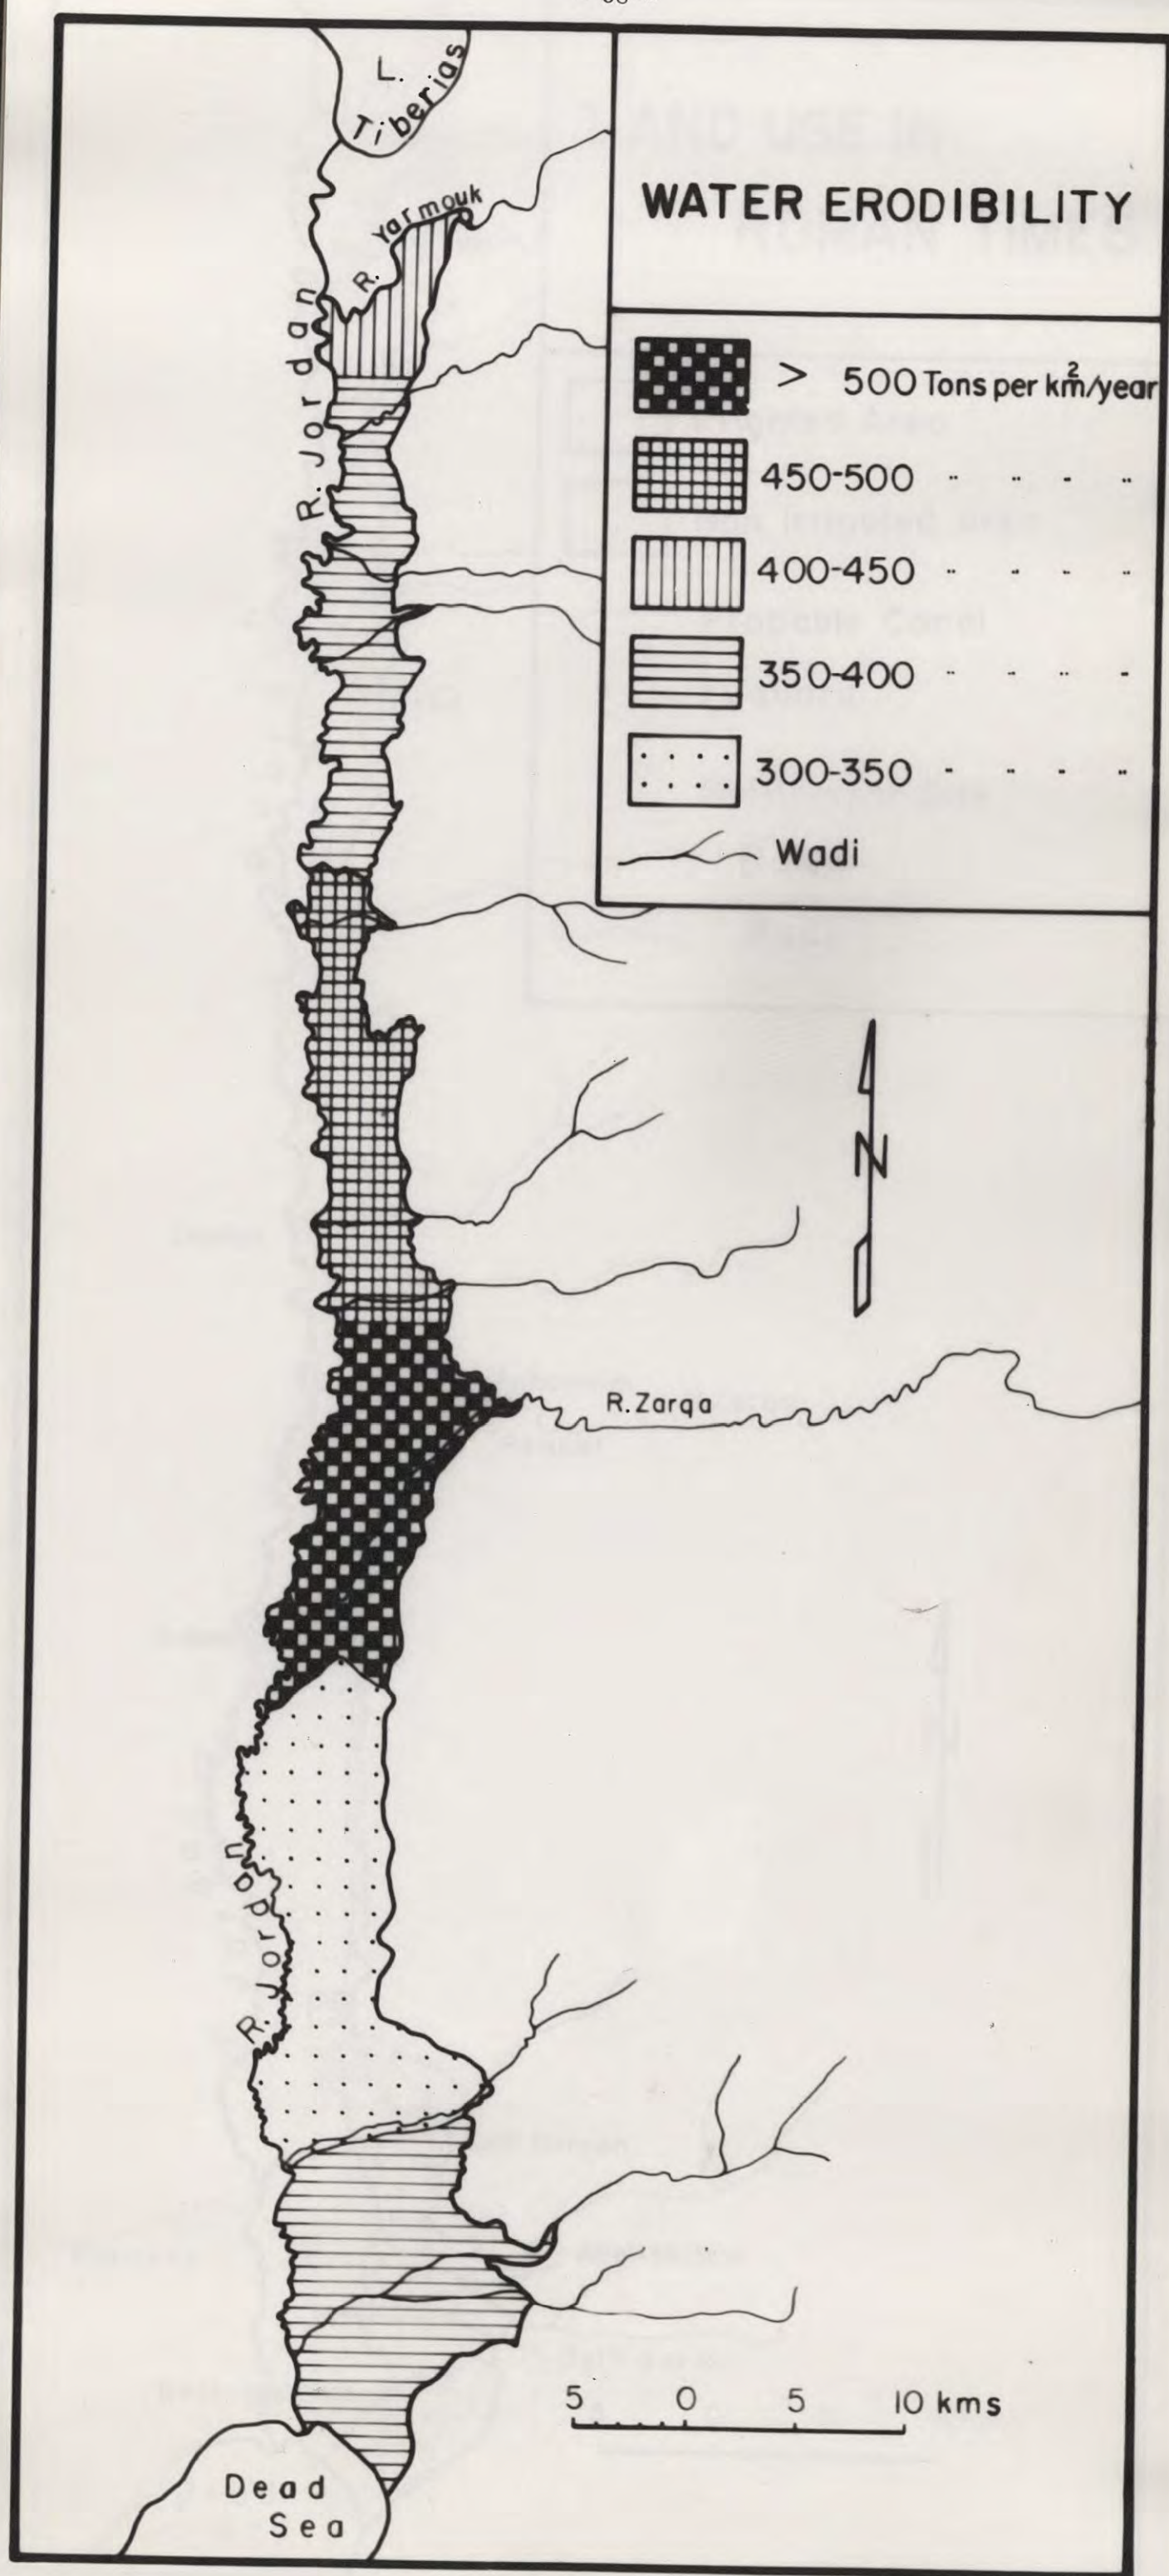 L.
Tiberias
R. Yarmouk
R. Jordan
WATER ERODIBILITY
> 500 Tons per km²/year
450-500 " " " "
400-450 " " " "
350-400 " " " "
300-350 " " " "
Wadi
N
R. Zarqa
R. Jordan
5 0 5 10 kms
Dead
Sea